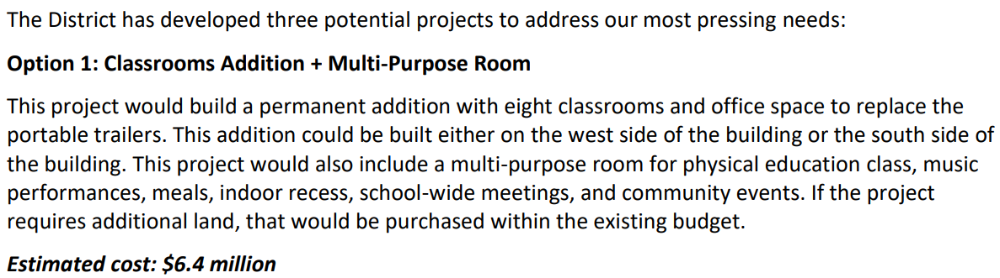 The District has developed three potential projects to address our most pressing needs:
Option 1: Classrooms Addition + Multi-Purpose Room
This project would build a permanent addition with eight classrooms and office space to replace the
portable trailers. This addition could be built either on the west side of the building or the south side of
the building. This project would also include a multi-purpose room for physical education class, music
performances, meals, indoor recess, school-wide meetings, and community events. If the project
requires additional land, that would be purchased within the existing budget.
Estimated cost: $6.4 million